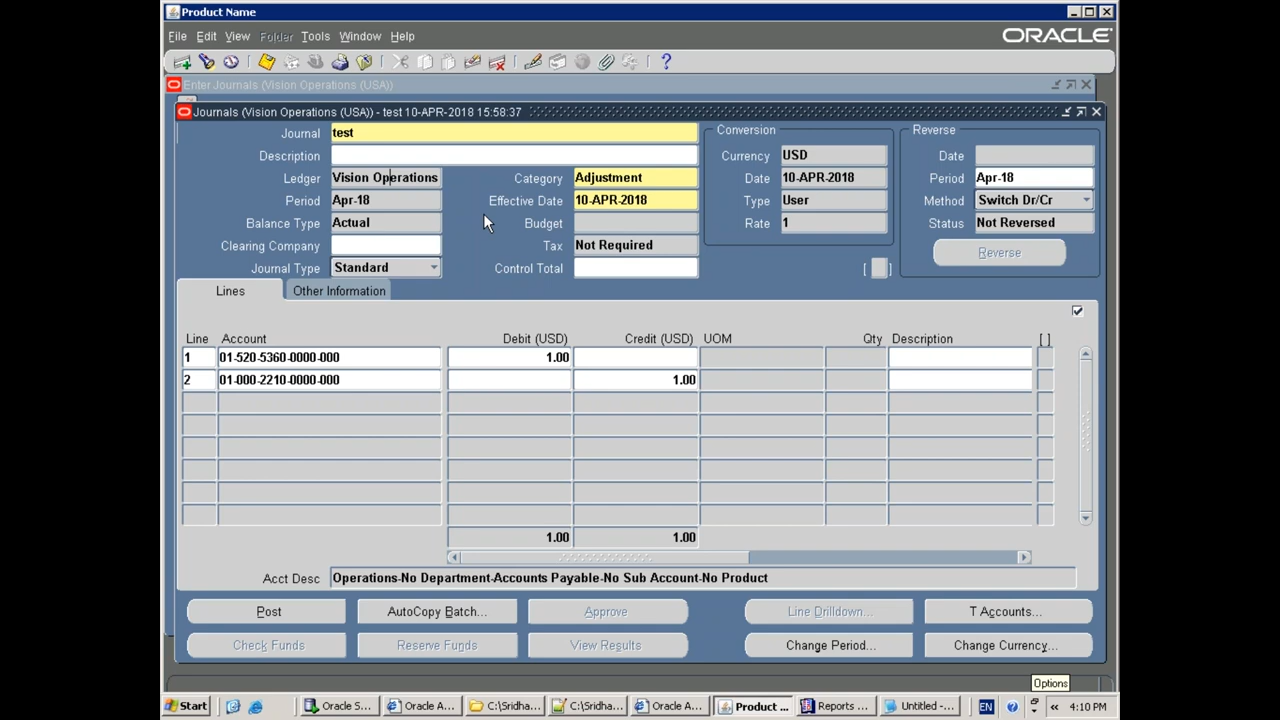 Product Name
File Edit View Folder Tools Window Help
ORACLE
Enter Journals (Vision Operations (USA))
Journals (Vision Operations (USA)) - test 10-APR-2018 15:58:37
Journal test
Description
Ledger Vision Operations
Period Apr-18
Balance Type Actual
Clearing Company
Journal Type Standard
Category Adjustment
Effective Date 10-APR-2018
Budget
Tax Not Required
Control Total
Conversion
Currency USD
Date 10-APR-2018
Type User
Rate 1
Reverse
Date
Period Apr-18
Method Switch Dr/Cr
Status Not Reversed
Reverse
[ ]
Lines Other Information
Line Account Debit (USD) Credit (USD) UOM Qty Description [ ]
1 01-520-5360-0000-000 1.00
2 01-000-2210-0000-000 1.00
1.00 1.00
Acct Desc Operations-No Department-Accounts Payable-No Sub Account-No Product
Post AutoCopy Batch... Approve Line Drilldown... T Accounts...
Check Funds Reserve Funds View Results Change Period... Change Currency...
Options
Start Oracle S... Oracle A... C:\Sridha... C:\Sridha... Oracle A... Product ... Reports ... Untitled -... EN 4:10 PM